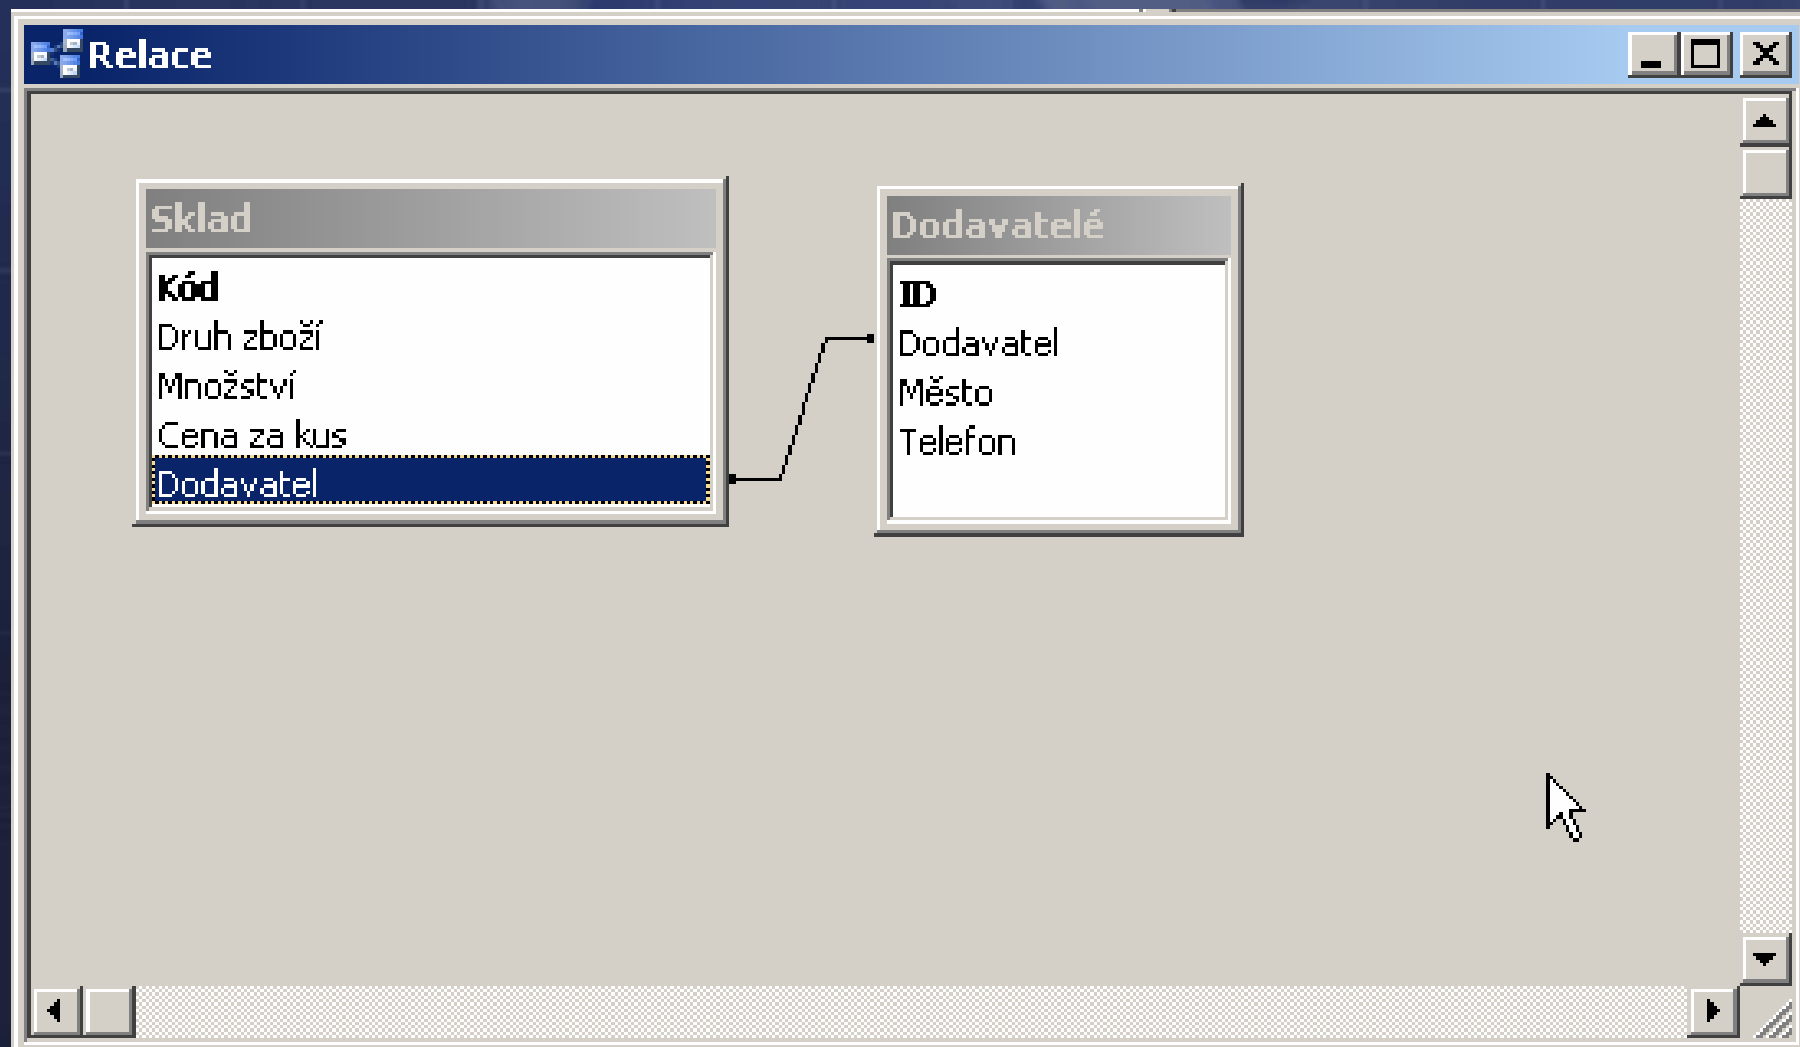 Relace
Sklad
Kód
Druh zboží
Množství
Cena za kus
Dodavatel
Dodavatelé
ID
Dodavatel
Město
Telefon